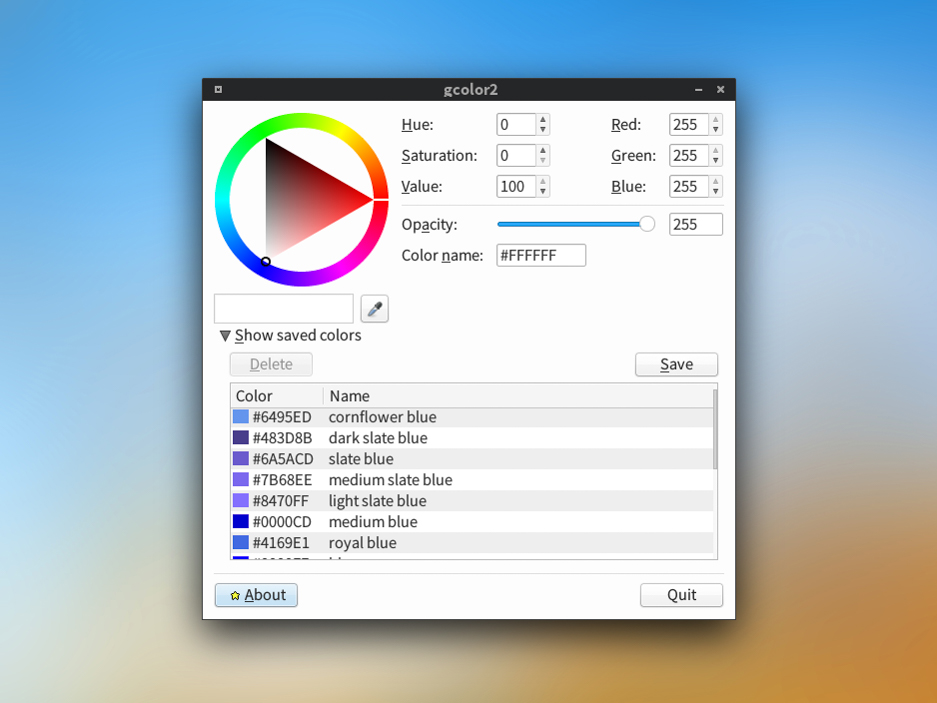 gcolor2
Hue: 0 Red: 255
Saturation: 0 Green: 255
Value: 100 Blue: 255
Opacity: 255
Color name: #FFFFFF
Show saved colors
Delete Save
Color Name
#6495ED cornflower blue
#483D8B dark slate blue
#6A5ACD slate blue
#7B68EE medium slate blue
#8470FF light slate blue
#0000CD medium blue
#4169E1 royal blue
About Quit